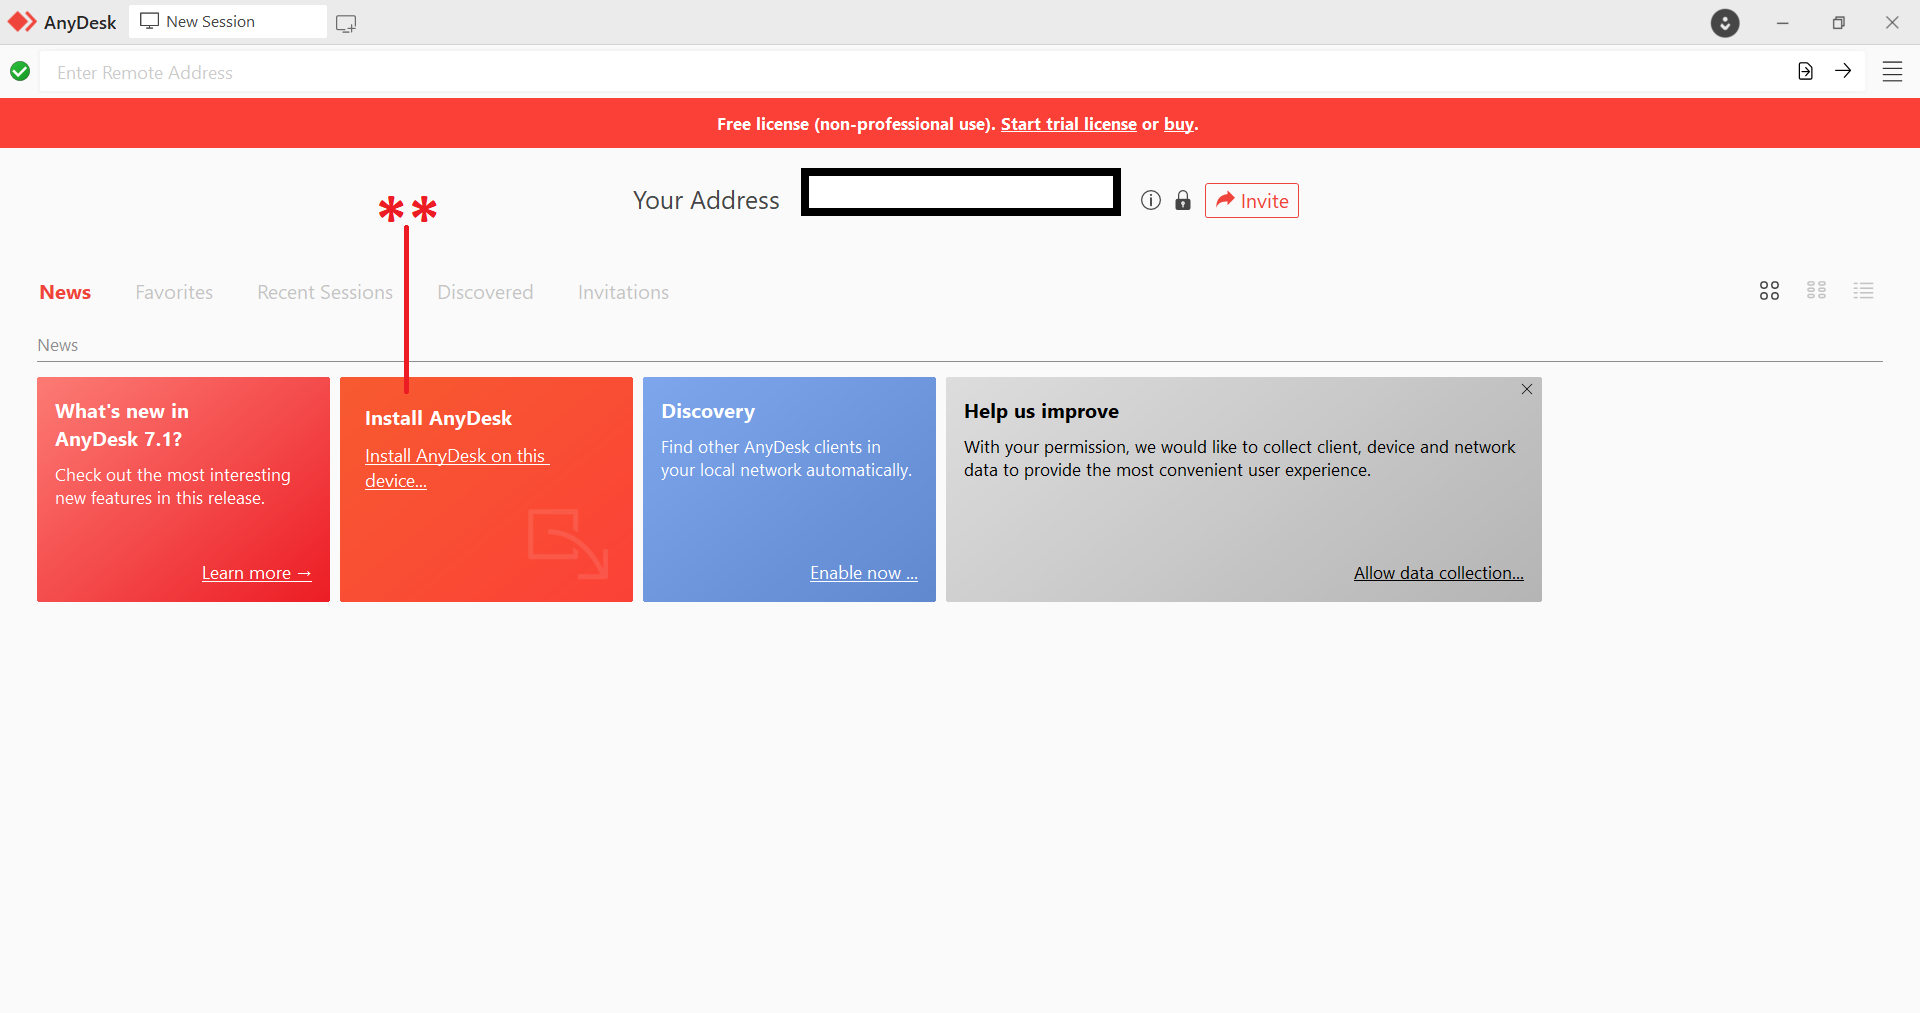 AnyDesk
New Session
Enter Remote Address
Free license (non-professional use). Start trial license or buy.
**
Your Address
Invite
News Favorites Recent Sessions Discovered Invitations
News
What's new in
AnyDesk 7.1?
Check out the most interesting
new features in this release.
Learn more →
Install AnyDesk
Install AnyDesk on this
device...
Discovery
Find other AnyDesk clients in
your local network automatically.
Enable now ...
Help us improve
With your permission, we would like to collect client, device and network
data to provide the most convenient user experience.
Allow data collection...